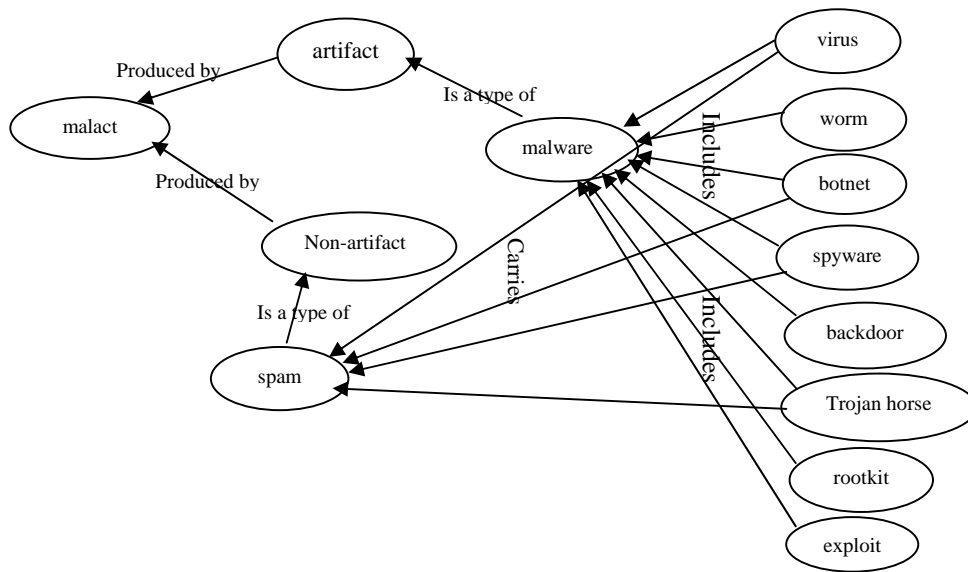 artifact
virus
Produced by
Is a type of
malact
malware
worm
Includes
Produced by
botnet
Non-artifact
spyware
Carries
Is a type of
Includes
backdoor
spam
Trojan horse
rootkit
exploit